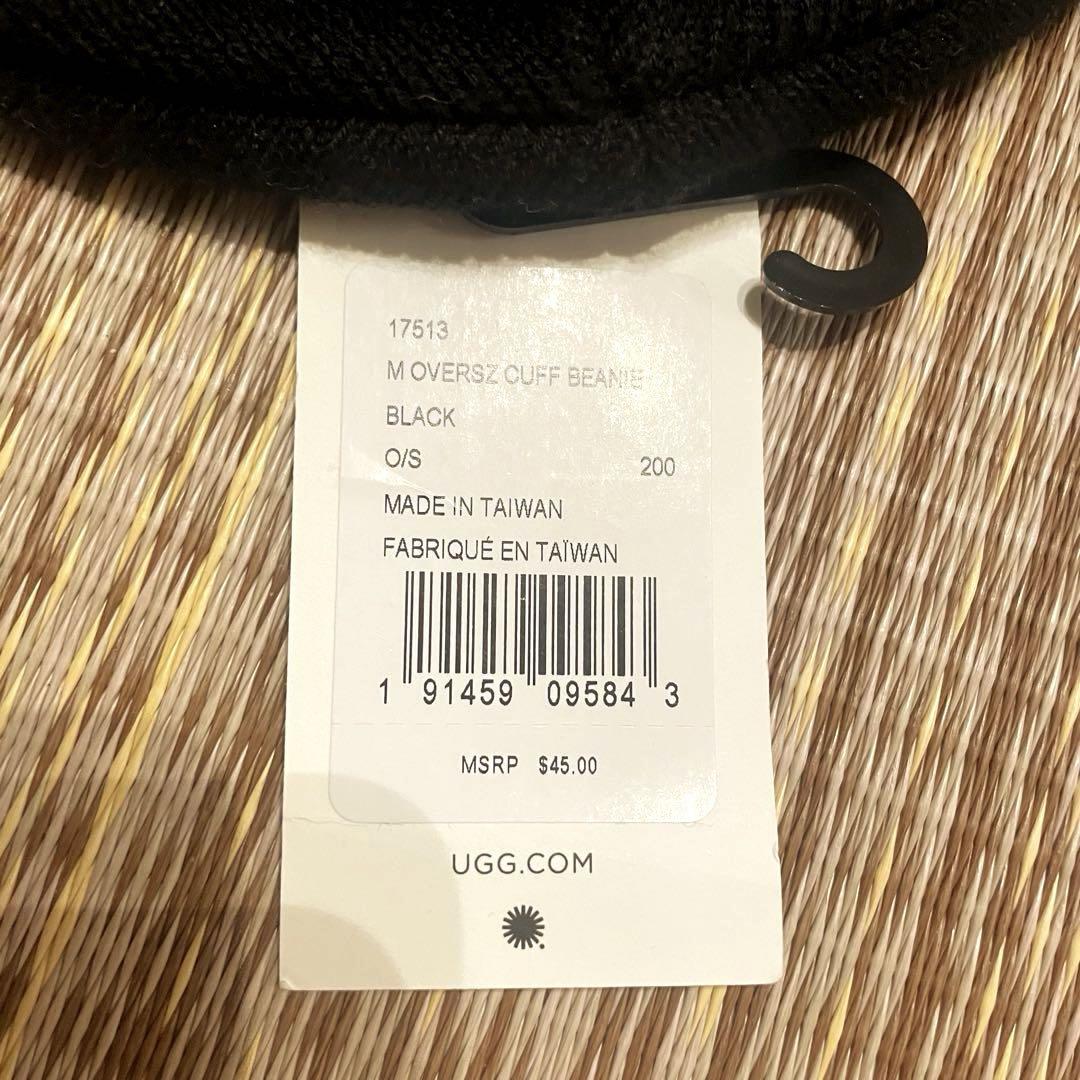 17513
M OVERSZ CUFF BEANIE
BLACK
O/S 200
MADE IN TAIWAN
FABRIQUÉ EN TAÏWAN
1 91459 09584 3
MSRP $45.00
UGG.COM